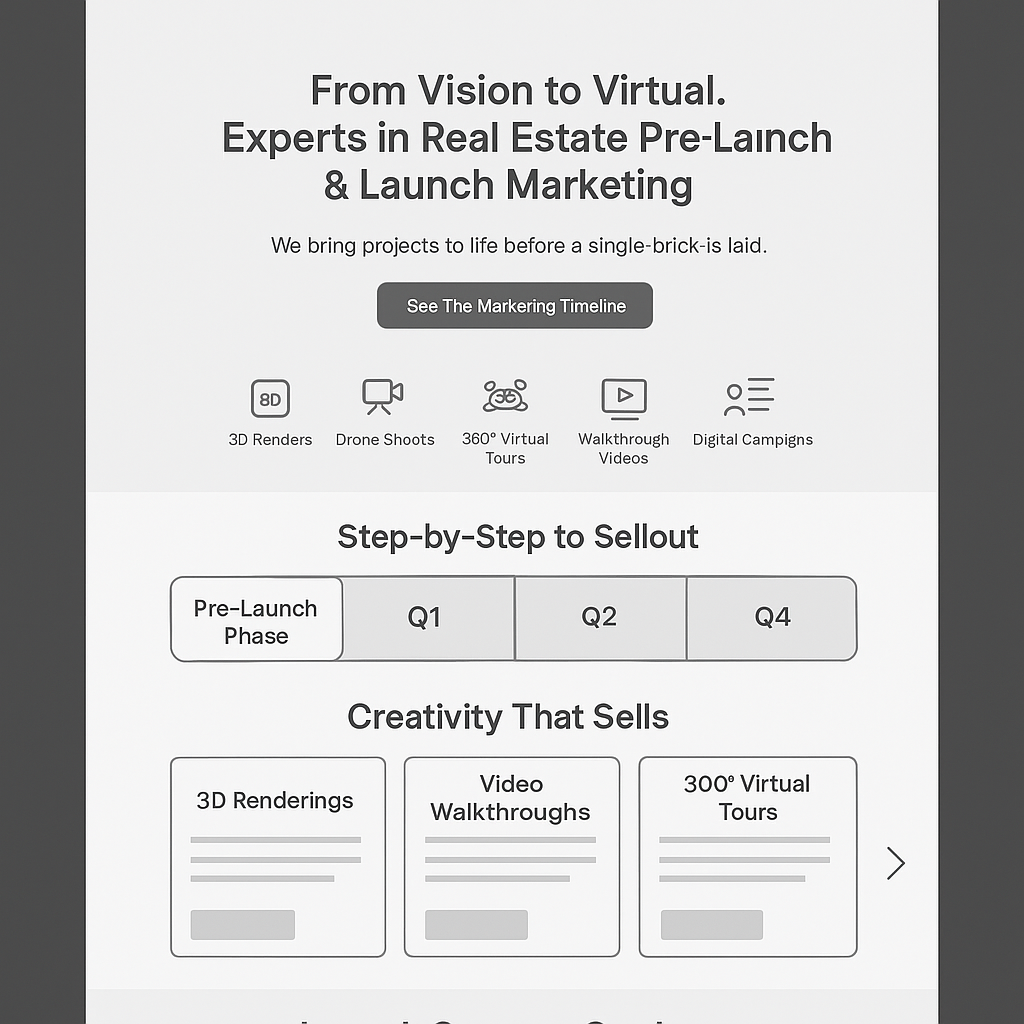 From Vision to Virtual.
Experts in Real Estate Pre-Laınch
& Launch Marketing
We bring projects to life before a single-brick-is laid.
See The Markering Timeline
8D
36
3D Renders
Drone Shoots
360° Virtual
Tours
Walkthrough
Videos
Digital Campigns
Step-by-Step to Sellout
Pre-Launch
Phase
Q1
Q2
Q4
Creativity That Sells
3D Renderings
Video
Walkthroughs
300° Virtual
Tours